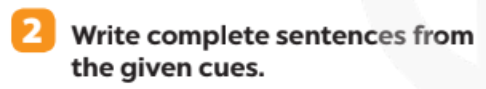 2 Write complete sentences from
the given cues.